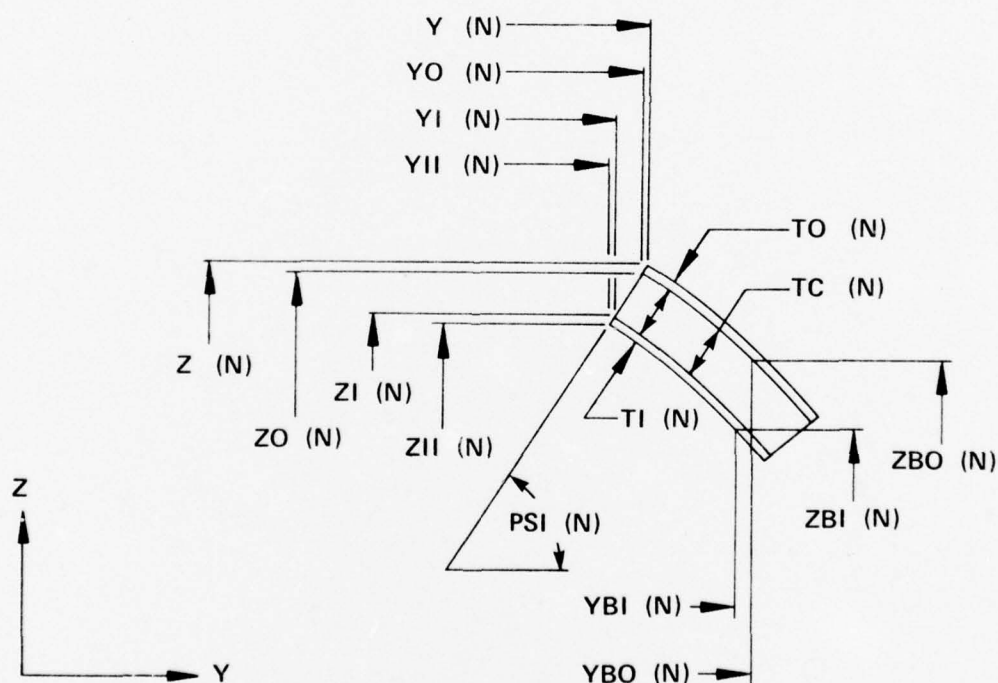 Y (N)
YO (N)
YI (N)
YII (N)
TO (N)
TC (N)
Z (N)
ZI (N)
TI (N)
ZO (N)
ZII (N)
ZBO (N)
Z
PSI (N)
ZBI (N)
YBI (N)
Y
YBO (N)